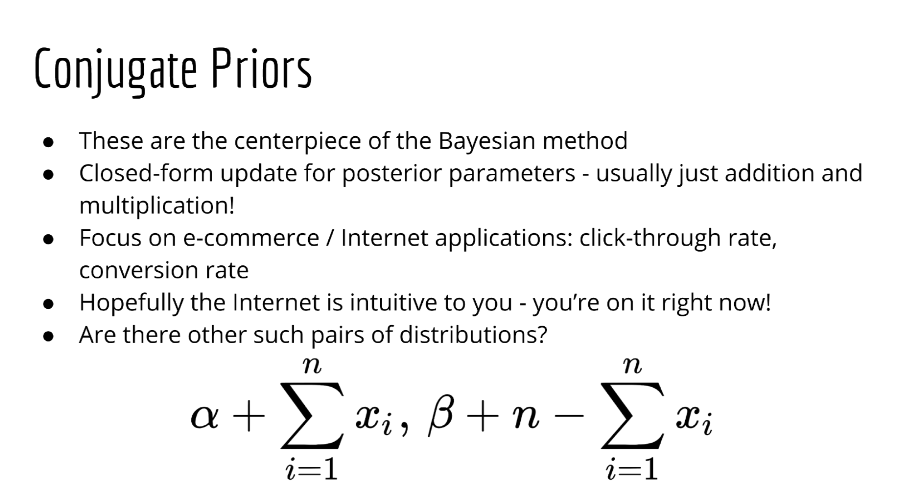 Conjugate Priors
● These are the centerpiece of the Bayesian method
● Closed-form update for posterior parameters - usually just addition and
multiplication!
● Focus on e-commerce / Internet applications: click-through rate,
conversion rate
● Hopefully the Internet is intuitive to you - you’re on it right now!
● Are there other such pairs of distributions?
$\alpha + \sum_{i=1}^{n} x_i, \beta + n - \sum_{i=1}^{n} x_i$